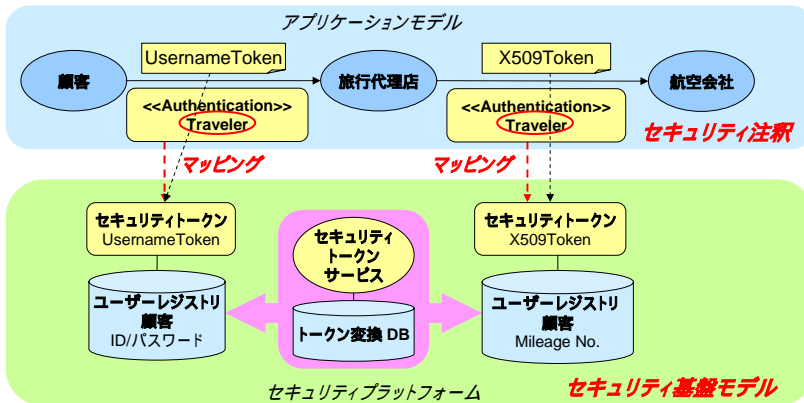 アプリケーションモデル
UsernameToken
X509Token
顧客
旅行代理店
航空会社
<<Authentication>>
Traveler
<<Authentication>>
Traveler
セキュリティ注釈
マッピング
マッピング
セキュリティトークン
UsernameToken
セキュリティ
トークン
サービス
セキュリティトークン
X509Token
ユーザーレジストリ
顧客
ID/パスワード
トークン変換 DB
ユーザーレジストリ
顧客
Mileage No.
セキュリティプラットフォーム
セキュリティ基盤モデル